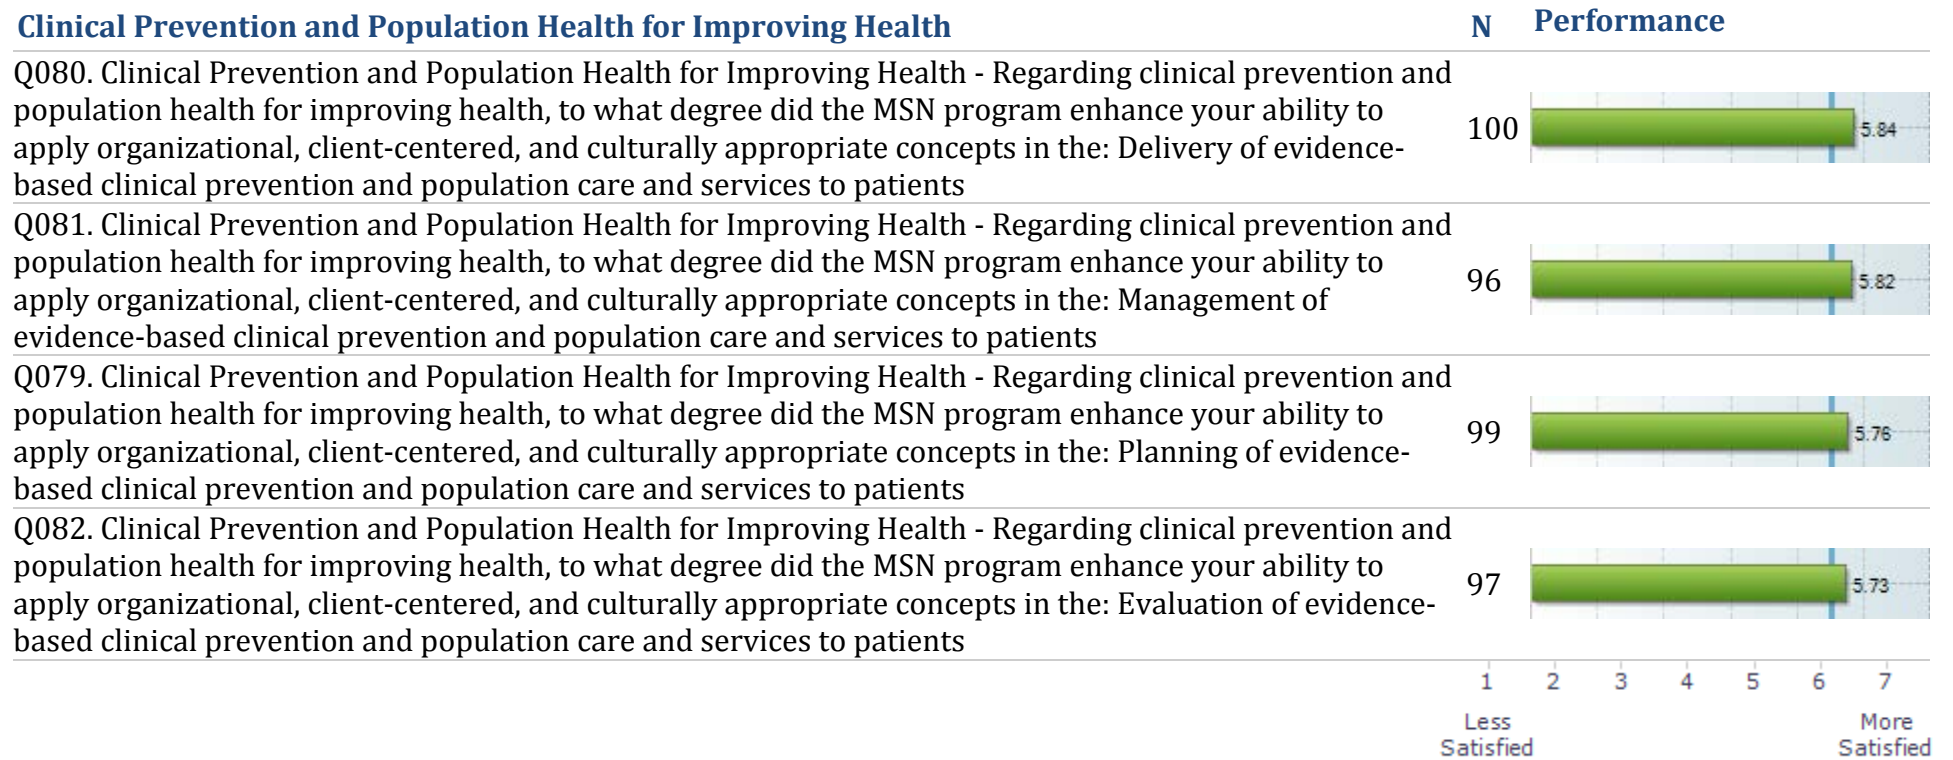 Clinical Prevention and Population Health for Improving Health N Performance
Q080. Clinical Prevention and Population Health for Improving Health - Regarding clinical prevention and
population health for improving health, to what degree did the MSN program enhance your ability to
apply organizational, client-centered, and culturally appropriate concepts in the: Delivery of evidence-
based clinical prevention and population care and services to patients
100
5.84
Q081. Clinical Prevention and Population Health for Improving Health - Regarding clinical prevention and
population health for improving health, to what degree did the MSN program enhance your ability to
apply organizational, client-centered, and culturally appropriate concepts in the: Management of
evidence-based clinical prevention and population care and services to patients
96
5.82
Q079. Clinical Prevention and Population Health for Improving Health - Regarding clinical prevention and
population health for improving health, to what degree did the MSN program enhance your ability to
apply organizational, client-centered, and culturally appropriate concepts in the: Planning of evidence-
based clinical prevention and population care and services to patients
99
5.76
Q082. Clinical Prevention and Population Health for Improving Health - Regarding clinical prevention and
population health for improving health, to what degree did the MSN program enhance your ability to
apply organizational, client-centered, and culturally appropriate concepts in the: Evaluation of evidence-
based clinical prevention and population care and services to patients
97
5.73
1 2 3 4 5 6 7
Less More
Satisfied Satisfied